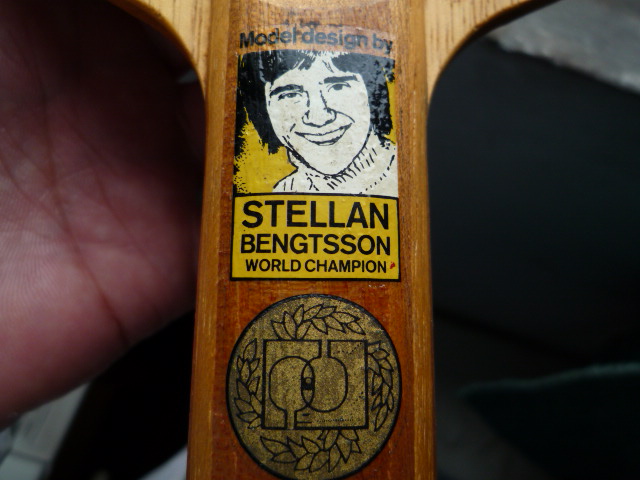 Model design by
STELLAN
BENGTSSON
WORLD CHAMPION